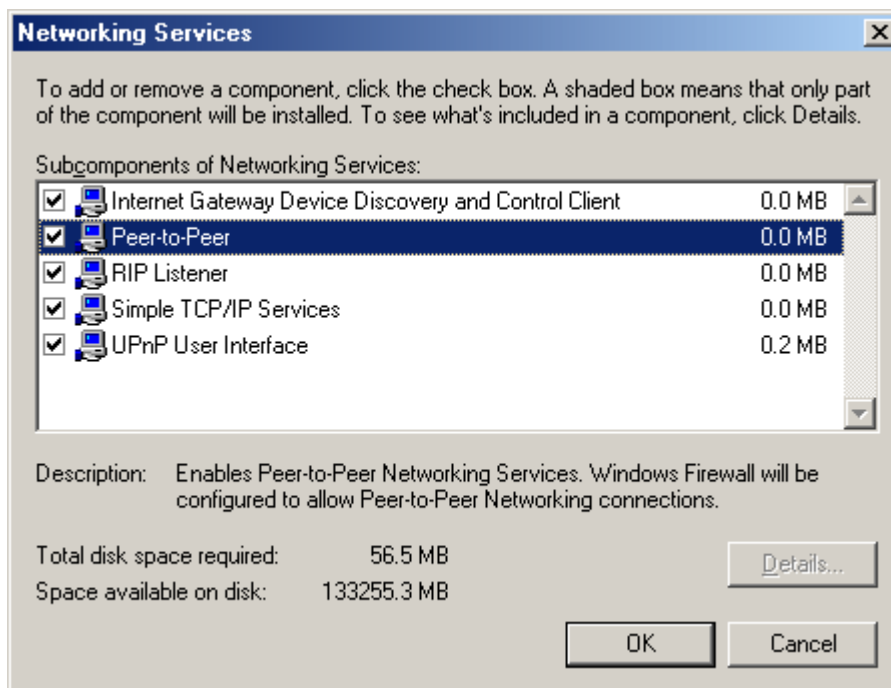 Networking Services
To add or remove a component, click the check box. A shaded box means that only part
of the component will be installed. To see what's included in a component, click Details.
Subcomponents of Networking Services:
Internet Gateway Device Discovery and Control Client 0.0 MB
Peer-to-Peer 0.0 MB
RIP Listener 0.0 MB
Simple TCP/IP Services 0.0 MB
UPnP User Interface 0.2 MB
Description: Enables Peer-to-Peer Networking Services. Windows Firewall will be
configured to allow Peer-to-Peer Networking connections.
Total disk space required: 56.5 MB
Details...
Space available on disk: 133255.3 MB
OK Cancel